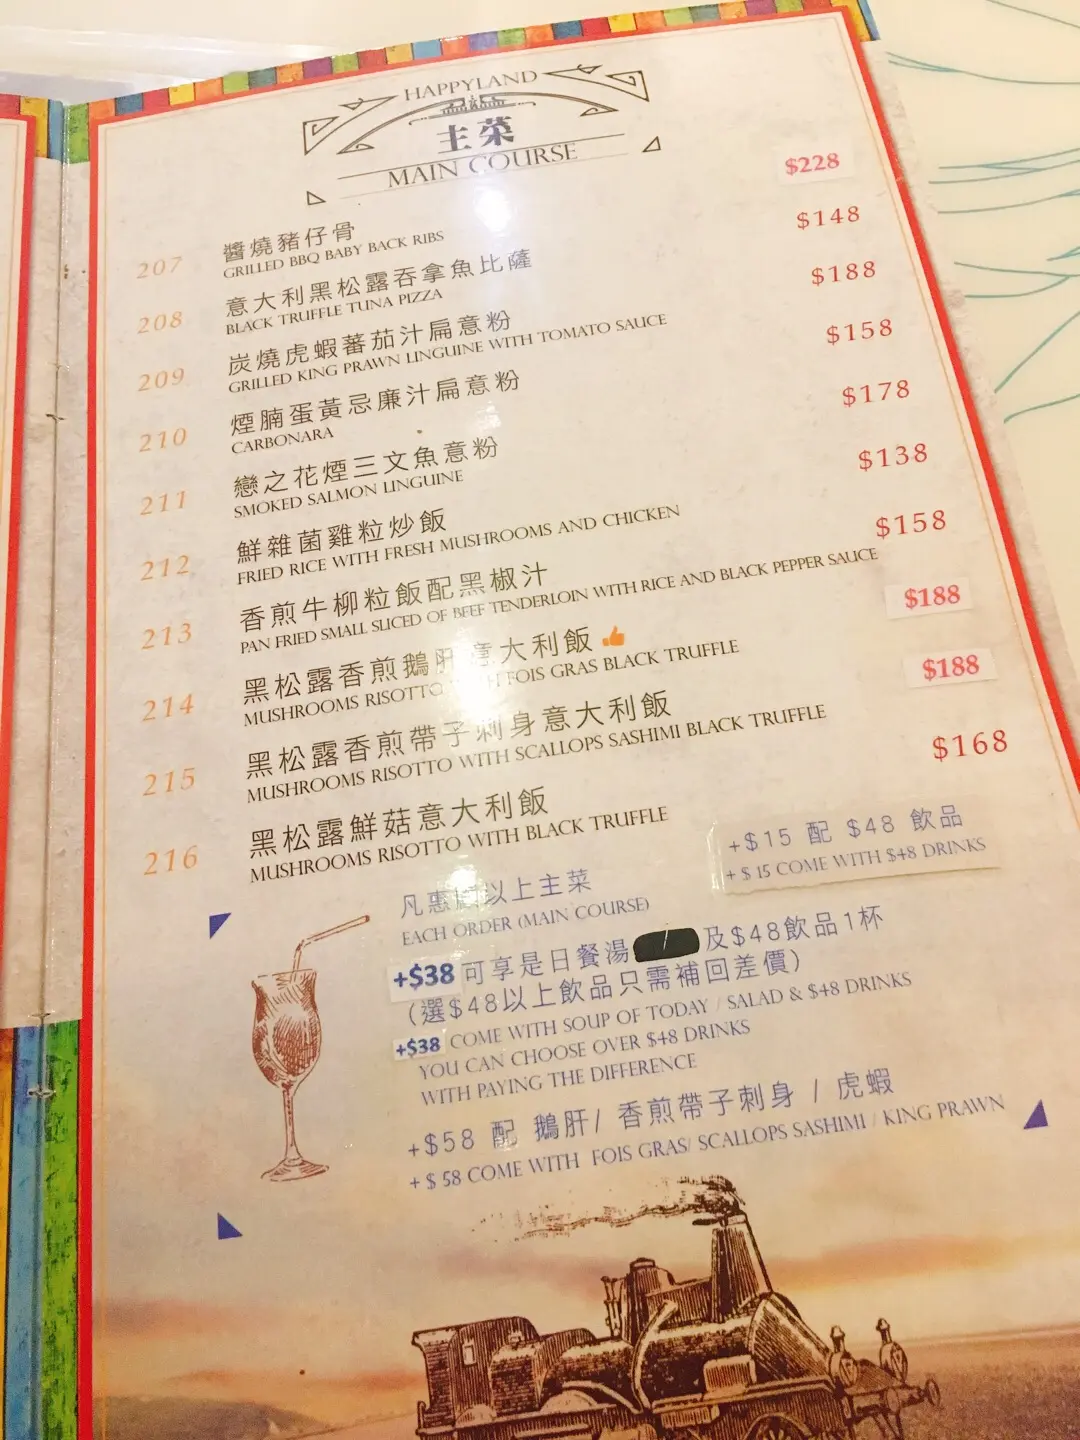 HAPPYLAND
主菜
MAIN COURSE
207 醬燒豬仔骨 $228
GRILLED BBQ BABY BACK RIBS
208 意大利黑松露吞拿魚比薩 $148
BLACK TRUFFLE TUNA PIZZA
209 炭燒虎蝦蕃茄汁扁意粉 $188
GRILLED KING PRAWN LINGUINE WITH TOMATO SAUCE
210 煙腩蛋黃忌廉汁扁意粉 $158
CARBONARA
211 戀之花煙三文魚意粉 $178
SMOKED SALMON LINGUINE
212 鮮雜菌雞粒炒飯 $138
FRIED RICE WITH FRESH MUSHROOMS AND CHICKEN
213 香煎牛柳粒飯配黑椒汁 $158
PAN FRIED SMALL SLICED OF BEEF TENDERLOIN WITH RICE AND BLACK PEPPER SAUCE
214 黑松露香煎鵝肝意大利飯 $188
MUSHROOMS RISOTTO FOIS GRAS BLACK TRUFFLE
215 黑松露香煎帶子刺身意大利飯 $188
MUSHROOMS RISOTTO WITH SCALLOPS SASHIMI BLACK TRUFFLE
216 黑松露鮮菇意大利飯 $168
MUSHROOMS RISOTTO WITH BLACK TRUFFLE
+$15 配 $48 飲品
+ $ 15 COME WITH $48 DRINKS
凡惠顧以上主菜
EACH ORDER (MAIN COURSE)
+$38 可享是日餐湯 / 及$48飲品1杯
(選$48以上飲品只需補回差價)
+$38 COME WITH SOUP OF TODAY / SALAD & $48 DRINKS
YOU CAN CHOOSE OVER $48 DRINKS
WITH PAYING THE DIFFERENCE
+$58 配 鵝肝/ 香煎帶子刺身 / 虎蝦
+ $ 58 COME WITH FOIS GRAS/ SCALLOPS SASHIMI / KING PRAWN